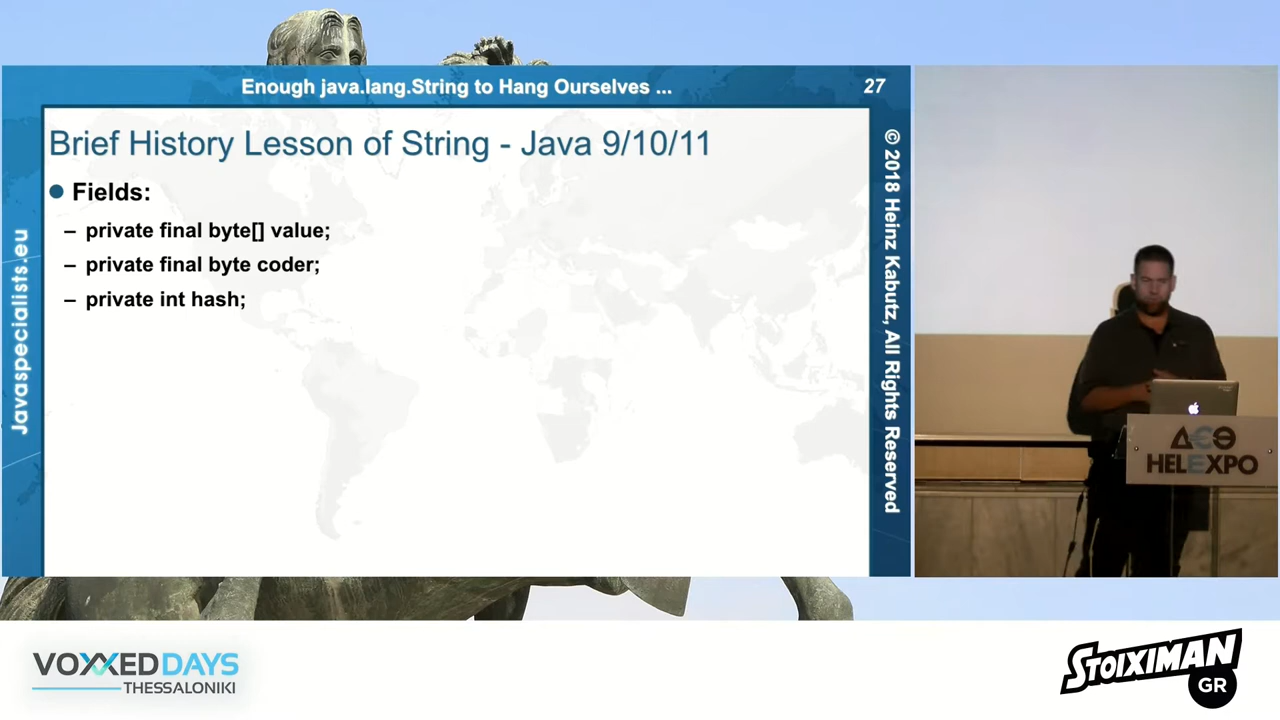 Enough java.lang.String to Hang Ourselves ...
27
Brief History Lesson of String - Java 9/10/11
Fields:
– private final byte[] value;
– private final byte coder;
– private int hash;
Javaspecialists.eu
© 2018 Heinz Kabutz, All Rights Reserved
ΔΕΘ
HELEXPO
VOXXED DAYS
THESSALONIKI
STOIXIMAN
GR